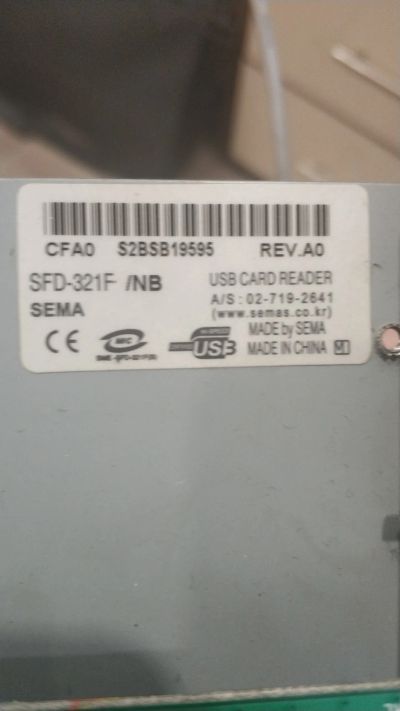 CFA0 S2BSB19595 REV.A0
SFD-321F /NB USB CARD READER
SEMA A/S : 02-719-2641
(www.semas.co.kr)
CE MIC USB MADE by SEMA
MADE IN CHINA M